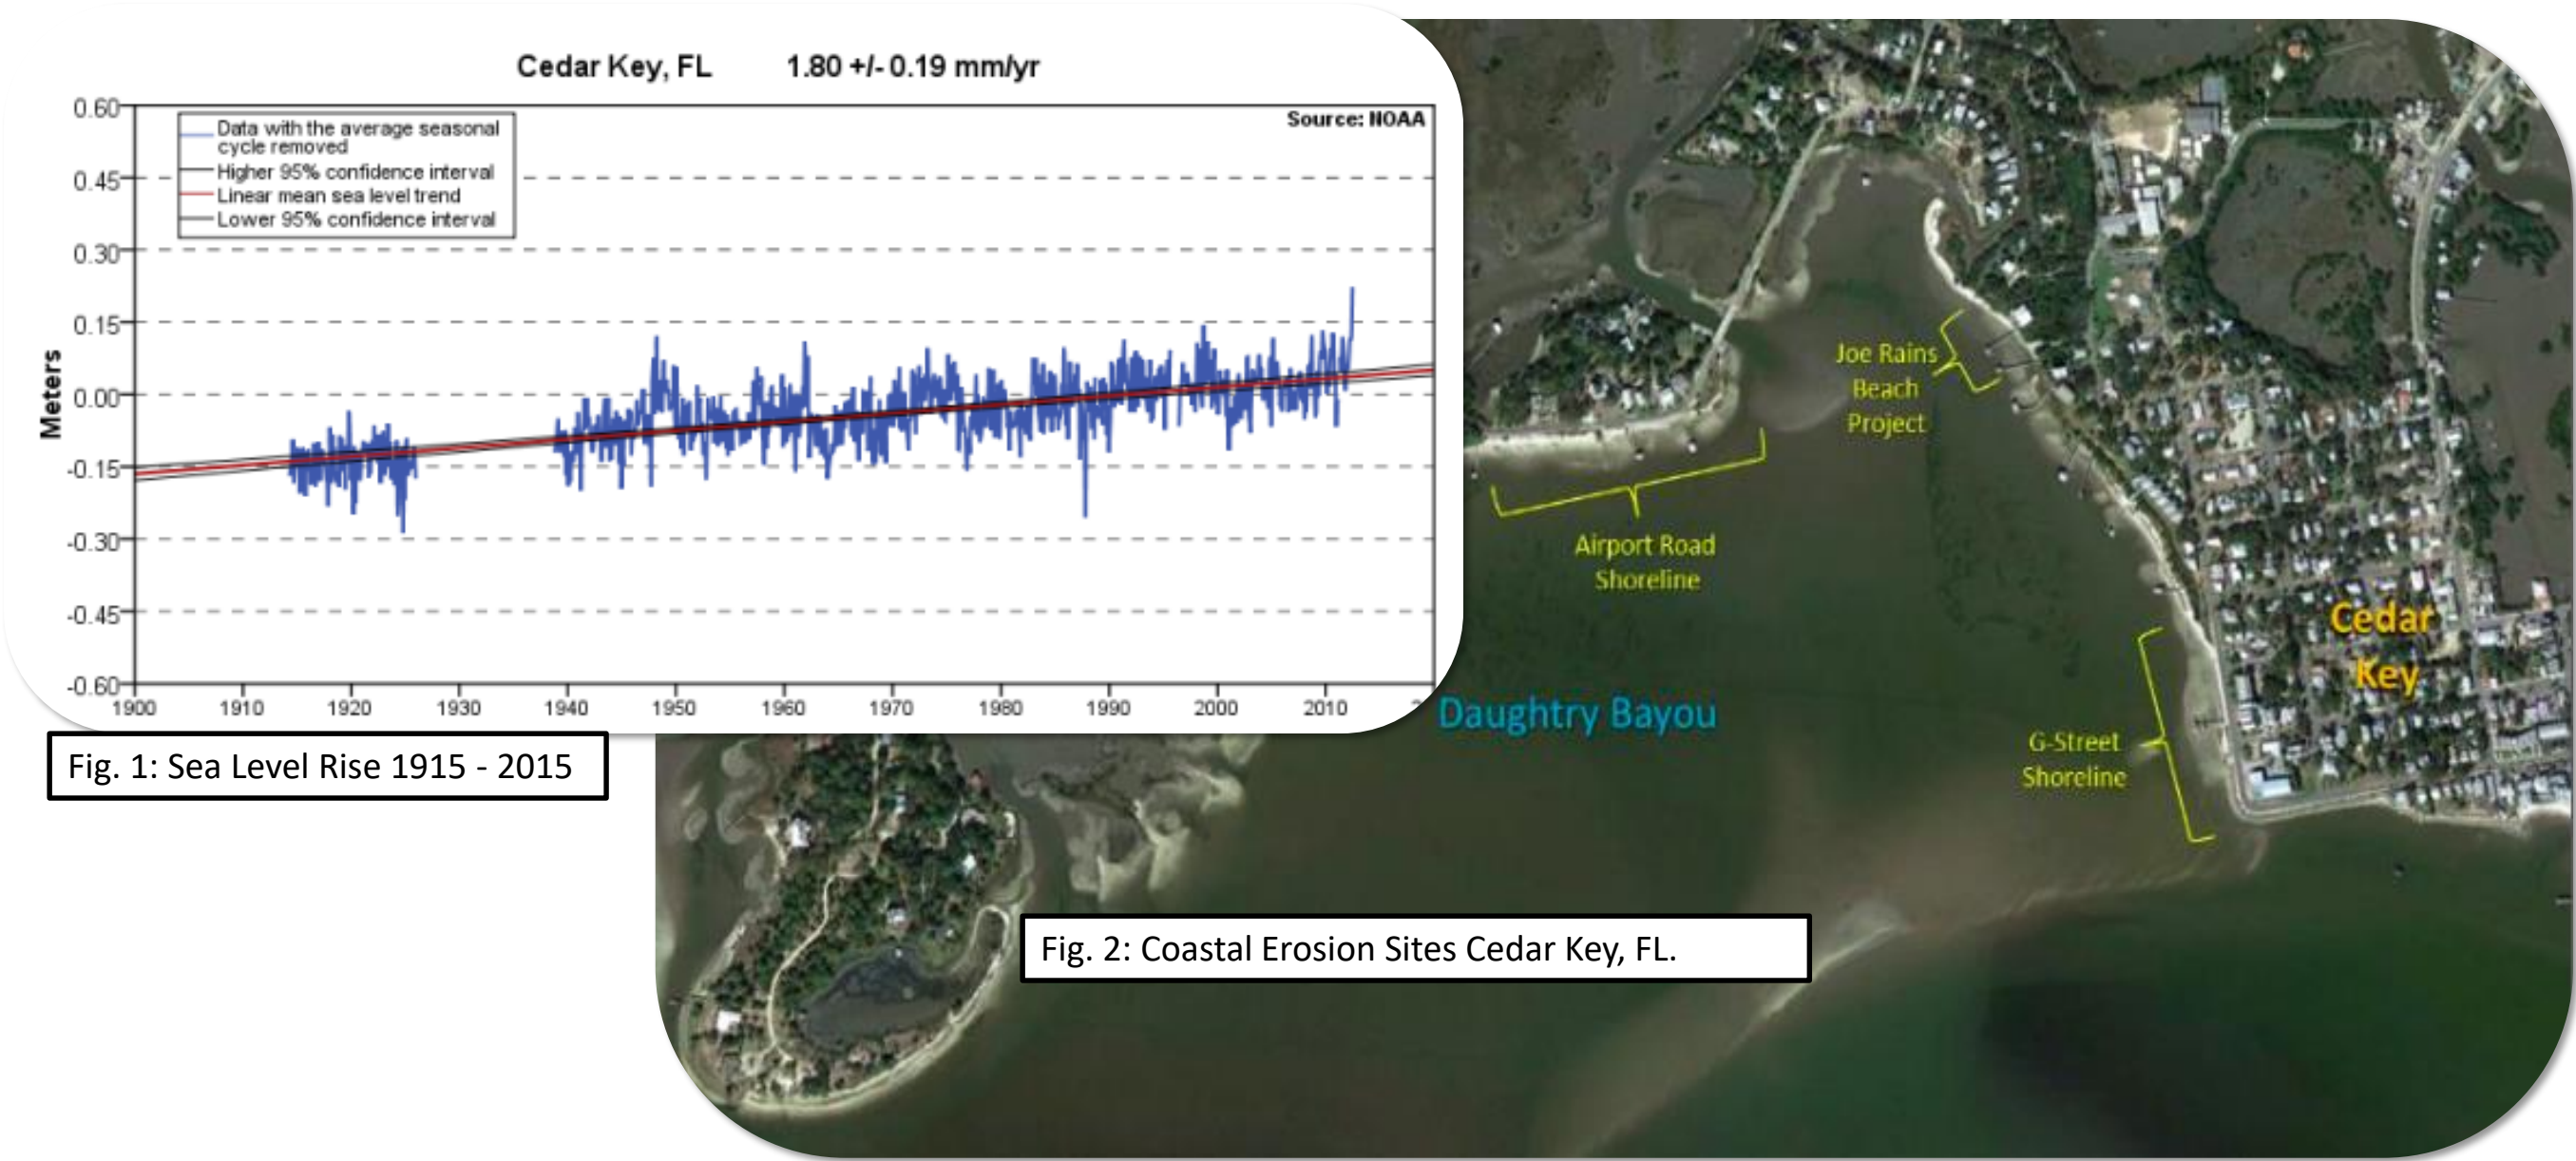 Cedar Key, FL 1.80 +/- 0.19 mm/yr
Source: NOAA
Data with the average seasonal
cycle removed
Higher 95% confidence interval
Linear mean sea level trend
Lower 95% confidence interval
Meters
0.60
0.45
0.30
0.15
0.00
-0.15
-0.30
-0.45
-0.60
1900 1910 1920 1930 1940 1950 1960 1970 1980 1990 2000 2010
Fig. 1: Sea Level Rise 1915 - 2015
Joe Rains
Beach
Project
Airport Road
Shoreline
Cedar
Key
Daughtry Bayou
G-Street
Shoreline
Fig. 2: Coastal Erosion Sites Cedar Key, FL.